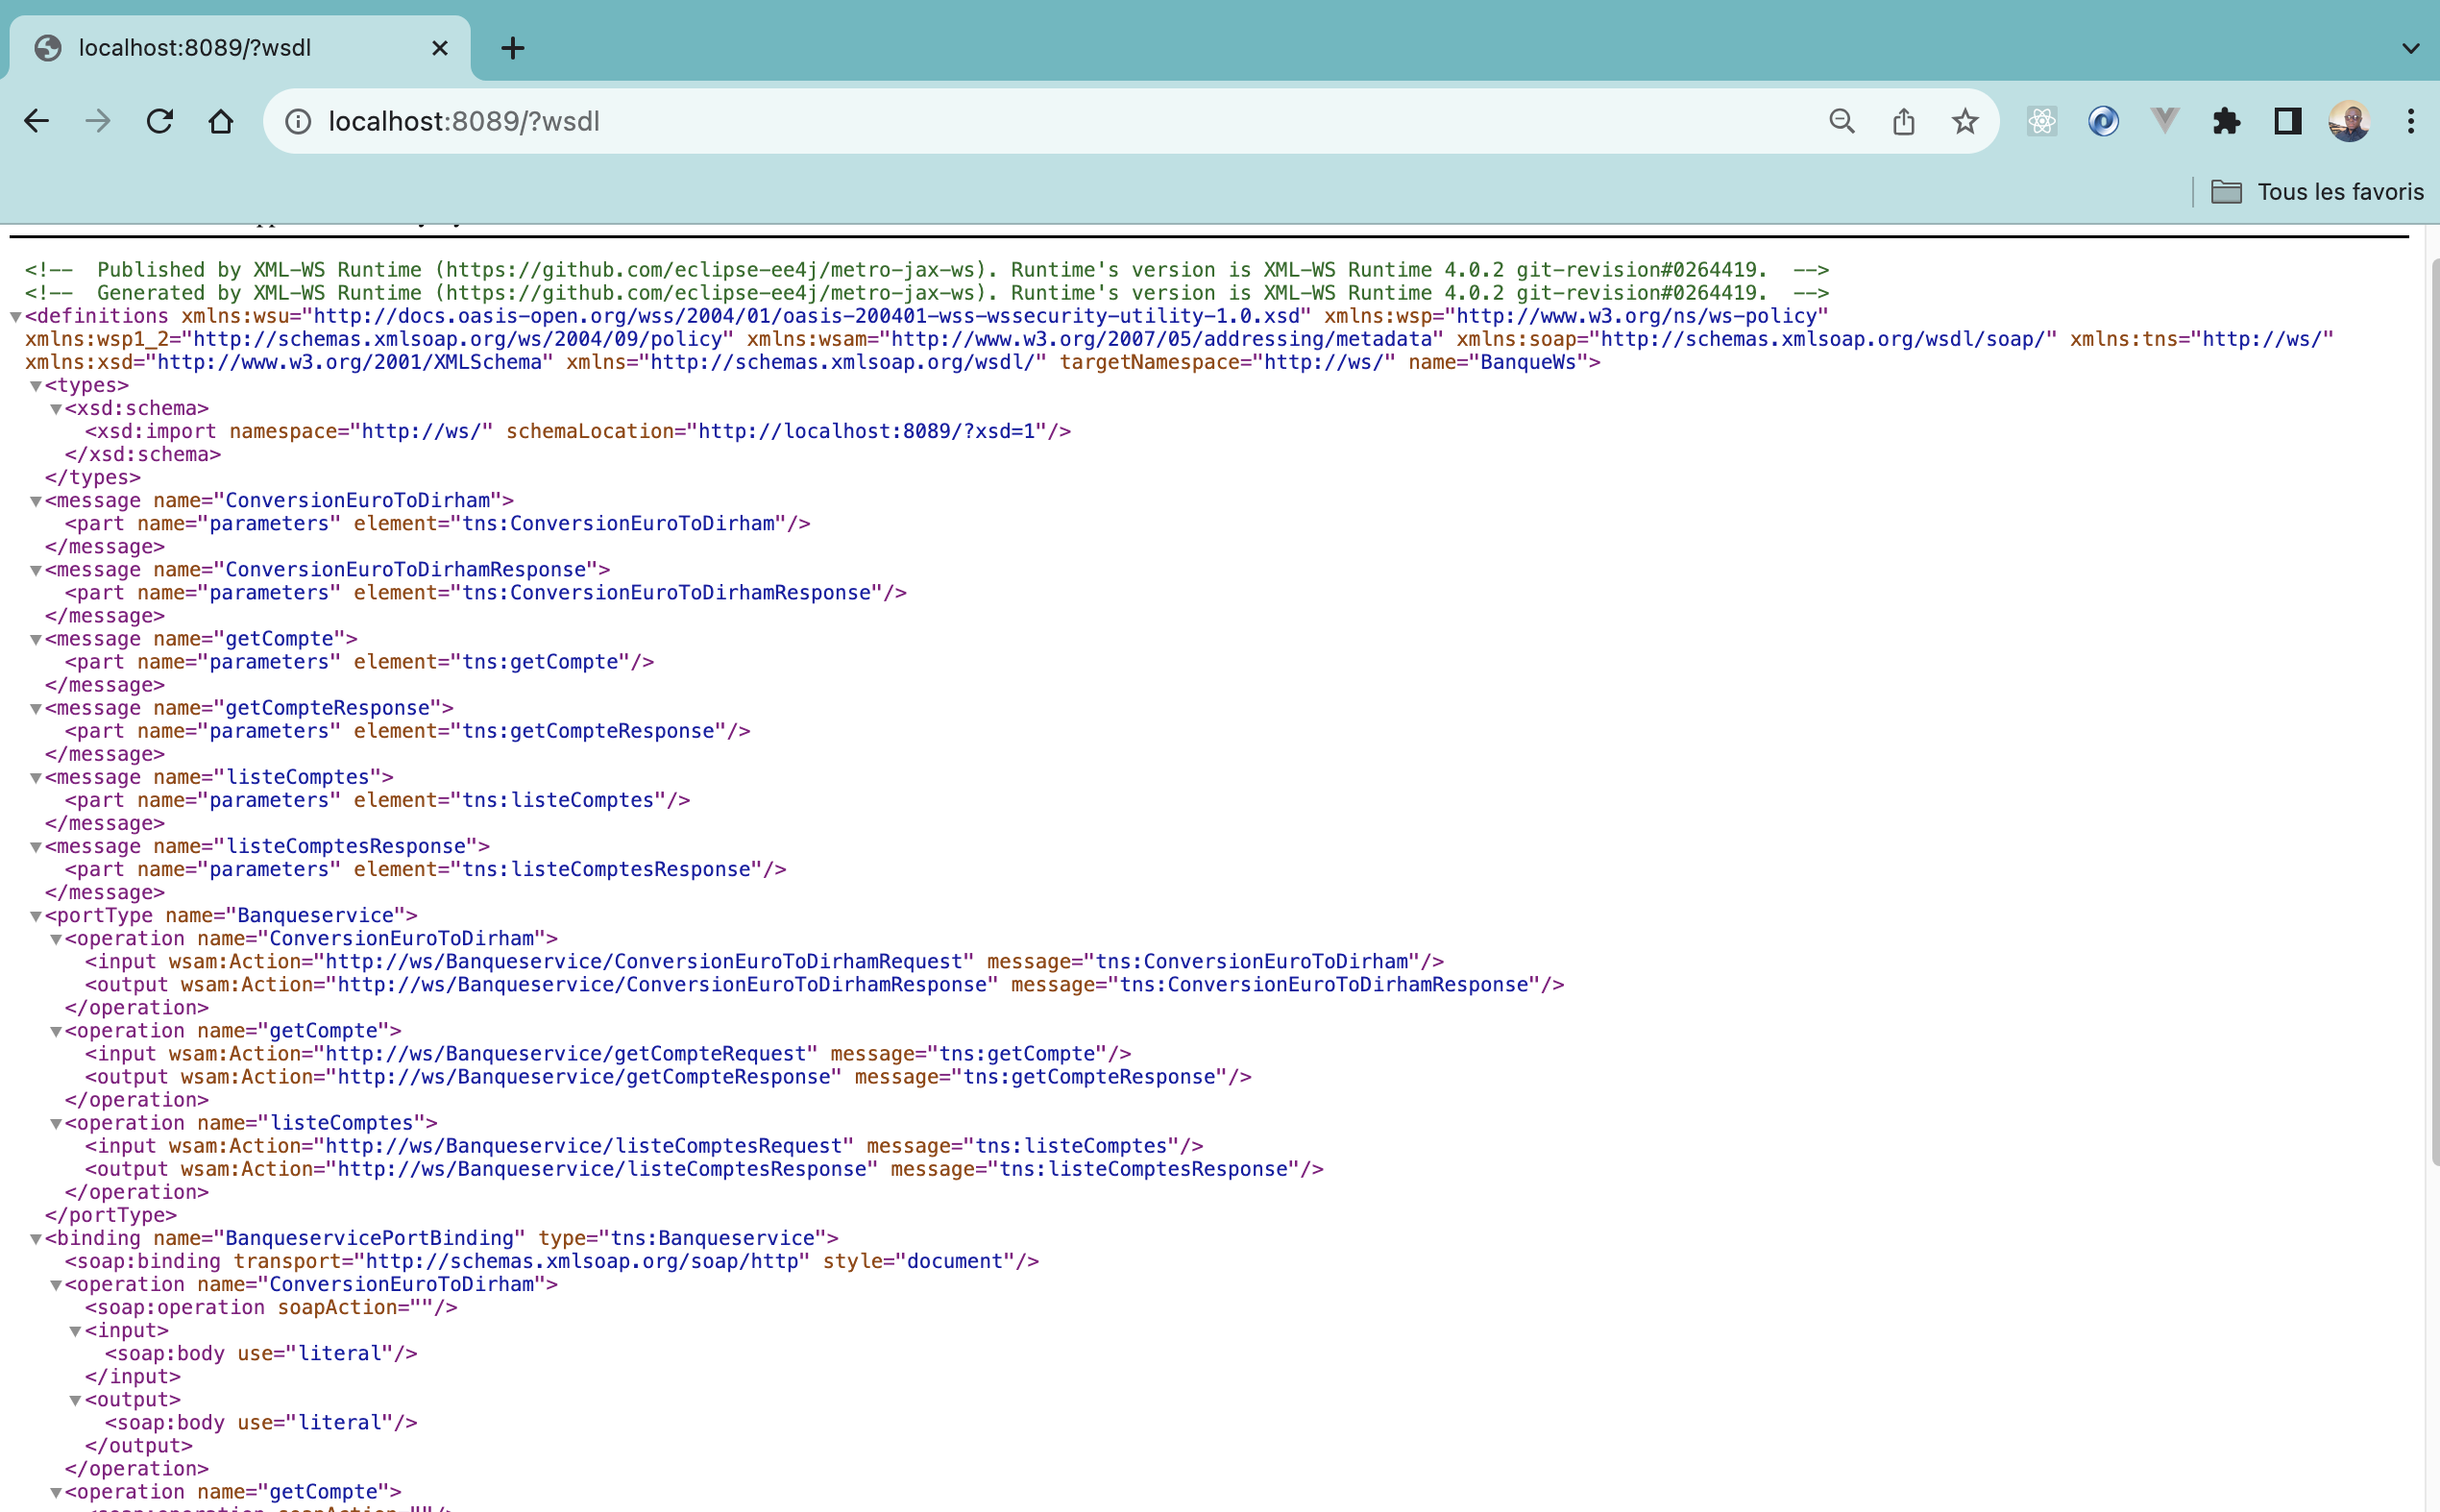 localhost:8089/?wsdl
localhost:8089/?wsdl
Tous les favoris
<!-- Published by XML-WS Runtime (https://github.com/eclipse-ee4j/metro-jax-ws). Runtime's version is XML-WS Runtime 4.0.2 git-revision#0264419. -->
<!-- Generated by XML-WS Runtime (https://github.com/eclipse-ee4j/metro-jax-ws). Runtime's version is XML-WS Runtime 4.0.2 git-revision#0264419. -->
<definitions xmlns:wsu="http://docs.oasis-open.org/wss/2004/01/oasis-200401-wss-wssecurity-utility-1.0.xsd" xmlns:wsp="http://www.w3.org/ns/ws-policy"
xmlns:wsp1_2="http://schemas.xmlsoap.org/ws/2004/09/policy" xmlns:wsam="http://www.w3.org/2007/05/addressing/metadata" xmlns:soap="http://schemas.xmlsoap.org/wsdl/soap/" xmlns:tns="http://ws/"
xmlns:xsd="http://www.w3.org/2001/XMLSchema" xmlns="http://schemas.xmlsoap.org/wsdl/" targetNamespace="http://ws/" name="BanqueWs">
<types>
<xsd:schema>
<xsd:import namespace="http://ws/" schemaLocation="http://localhost:8089/?xsd=1"/>
</xsd:schema>
</types>
<message name="ConversionEuroToDirham">
<part name="parameters" element="tns:ConversionEuroToDirham"/>
</message>
<message name="ConversionEuroToDirhamResponse">
<part name="parameters" element="tns:ConversionEuroToDirhamResponse"/>
</message>
<message name="getCompte">
<part name="parameters" element="tns:getCompte"/>
</message>
<message name="getCompteResponse">
<part name="parameters" element="tns:getCompteResponse"/>
</message>
<message name="listeComptes">
<part name="parameters" element="tns:listeComptes"/>
</message>
<message name="listeComptesResponse">
<part name="parameters" element="tns:listeComptesResponse"/>
</message>
<portType name="Banqueservice">
<operation name="ConversionEuroToDirham">
<input wsam:Action="http://ws/Banqueservice/ConversionEuroToDirhamRequest" message="tns:ConversionEuroToDirham"/>
<output wsam:Action="http://ws/Banqueservice/ConversionEuroToDirhamResponse" message="tns:ConversionEuroToDirhamResponse"/>
</operation>
<operation name="getCompte">
<input wsam:Action="http://ws/Banqueservice/getCompteRequest" message="tns:getCompte"/>
<output wsam:Action="http://ws/Banqueservice/getCompteResponse" message="tns:getCompteResponse"/>
</operation>
<operation name="listeComptes">
<input wsam:Action="http://ws/Banqueservice/listeComptesRequest" message="tns:listeComptes"/>
<output wsam:Action="http://ws/Banqueservice/listeComptesResponse" message="tns:listeComptesResponse"/>
</operation>
</portType>
<binding name="BanqueservicePortBinding" type="tns:Banqueservice">
<soap:binding transport="http://schemas.xmlsoap.org/soap/http" style="document"/>
<operation name="ConversionEuroToDirham">
<soap:operation soapAction=""/>
<input>
<soap:body use="literal"/>
</input>
<output>
<soap:body use="literal"/>
</output>
</operation>
<operation name="getCompte">